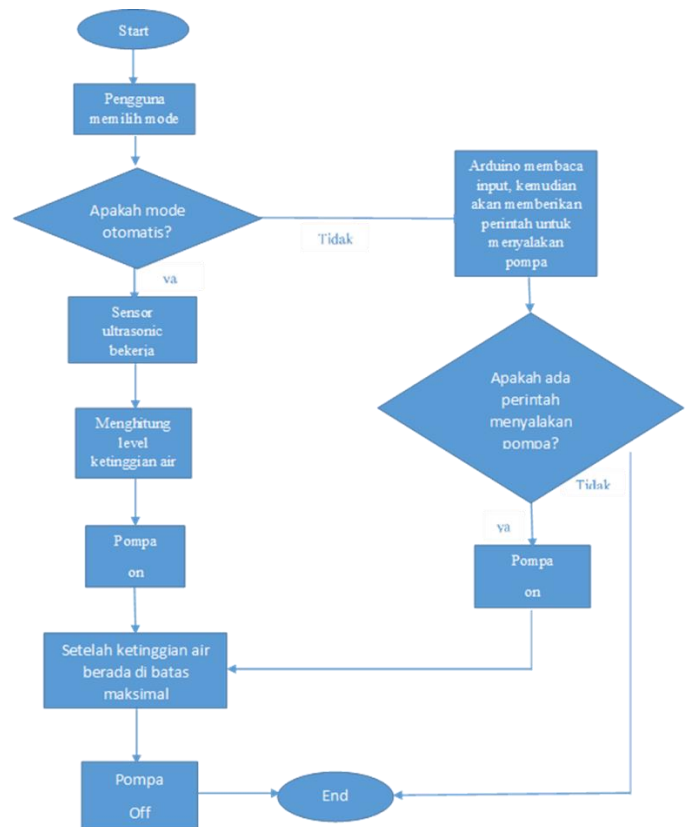 Start
Pengguna
memilih mode
Apakah mode
otomatis?
Tidak
ya
Arduino membaca
input, kemudian
akan memberikan
perintah untuk
menyalakan
pompa
Sensor
ultrasonic
bekerja
Apakah ada
perintah
menyalakan
pompa?
Menghitung
level
ketinggian air
Tidak
ya
Pompa
on
Pompa
on
Setelah ketinggian air
berada di batas
maksimal
Pompa
Off
End